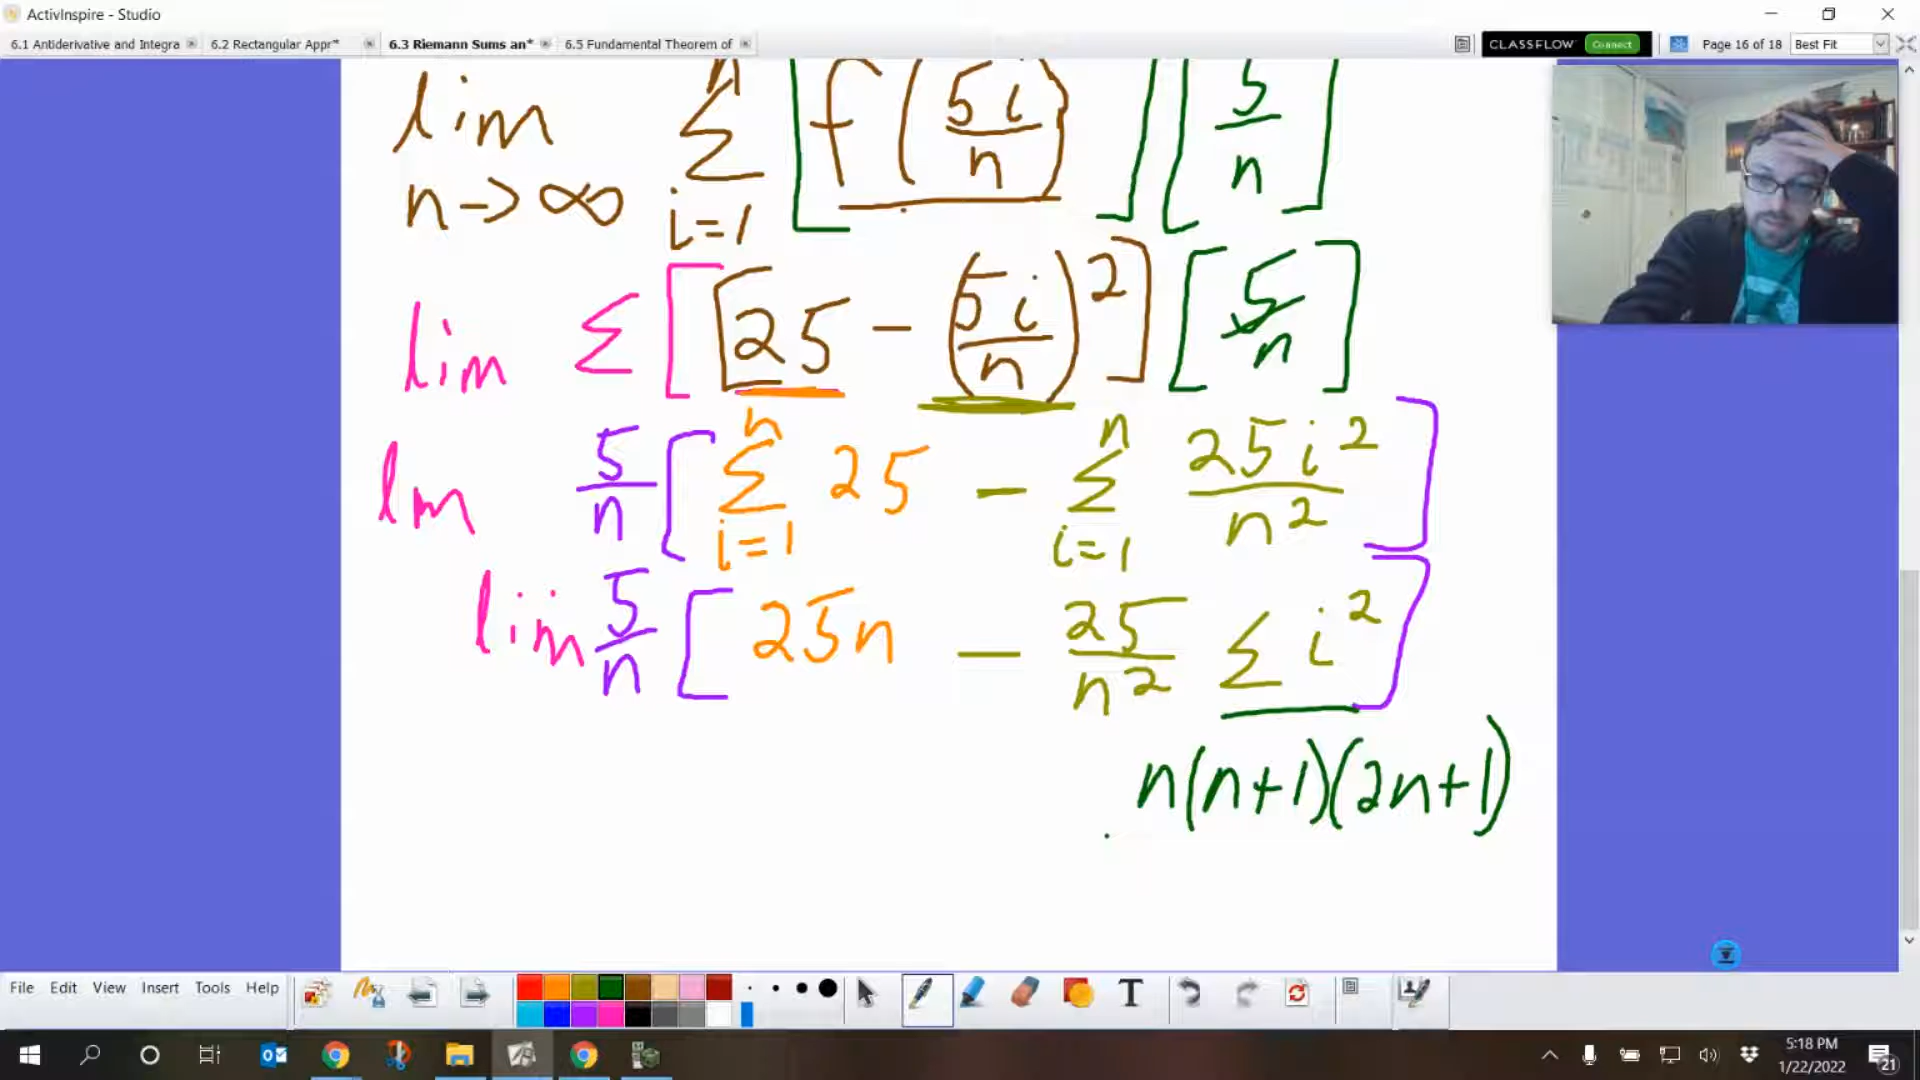 ActivInspire - Studio
6.1 Antiderivative and Integra 6.2 Rectangular Appr* 6.3 Riemann Sums an* 6.5 Fundamental Theorem of CLASSFLOW Connect Page 16 of 18 Best Fit
lim n→∞ n Σ i=1 [f(5i/n)][5/n]
lim Σ[[25 - (5i/n)²][5/n]
lm 5/n [n Σ i=1 25 - n Σ i=1 25i²/n²]
lim 5/n [25n - 25/n² Σ i²]
n(n+1)(2n+1)
File Edit View Insert Tools Help T
5:18 PM
1/22/2022
21